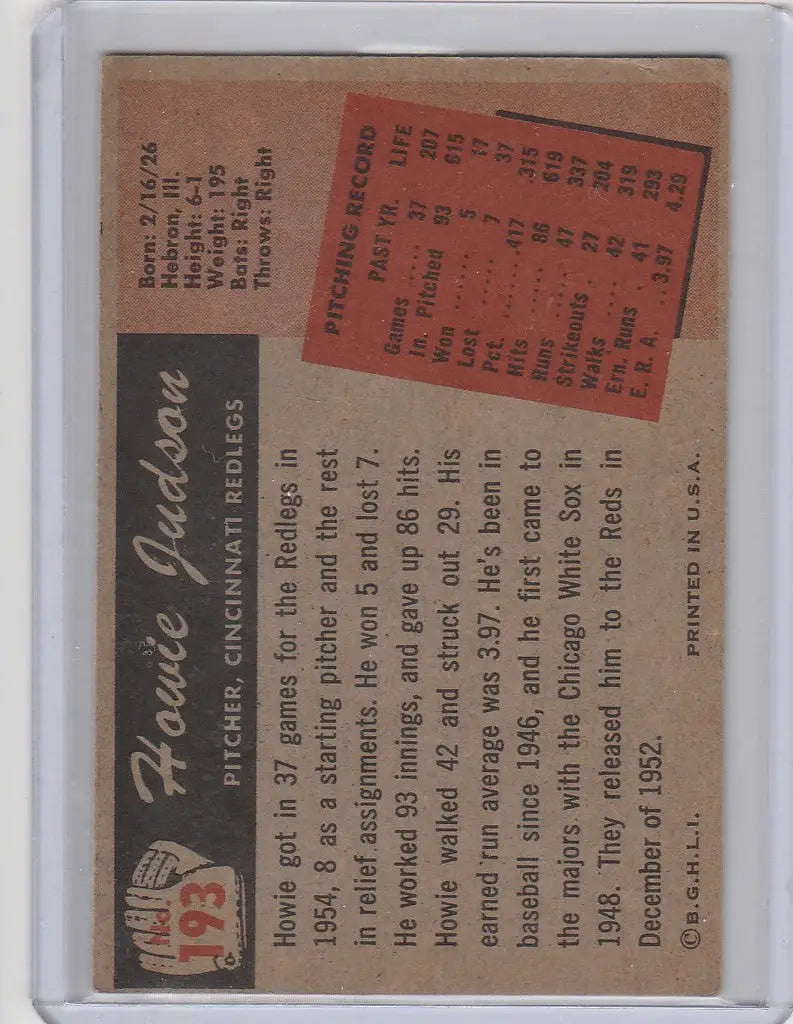 No.
193
Howie Judson
PITCHER, CINCINNATI REDLEGS
Born: 2/16/26
Hebron, Ill.
Height: 6-1
Weight: 195
Bats: Right
Throws: Right
Howie got in 37 games for the Redlegs in
1954, 8 as a starting pitcher and the rest
in relief assignments. He won 5 and lost 7.
He worked 93 innings, and gave up 86 hits.
Howie walked 42 and struck out 29. His
earned run average was 3.97. He's been in
baseball since 1946, and he first came to
the majors with the Chicago White Sox in
1948. They released him to the Reds in
December of 1952.
PITCHING RECORD
PAST YR. LIFE
Games .... 37 207
In. Pitched 93 615
Won ....... 5 17
Lost ..... 7 37
Pct. .......417 .315
Hits ..... 86 619
Runs ..... 47 337
Strikeouts . 27 204
Walks .... 42 319
Ern. Runs . 41 293
E. R. A. ..3.97 4.29
©B.G.H.L.I. PRINTED IN U.S.A.